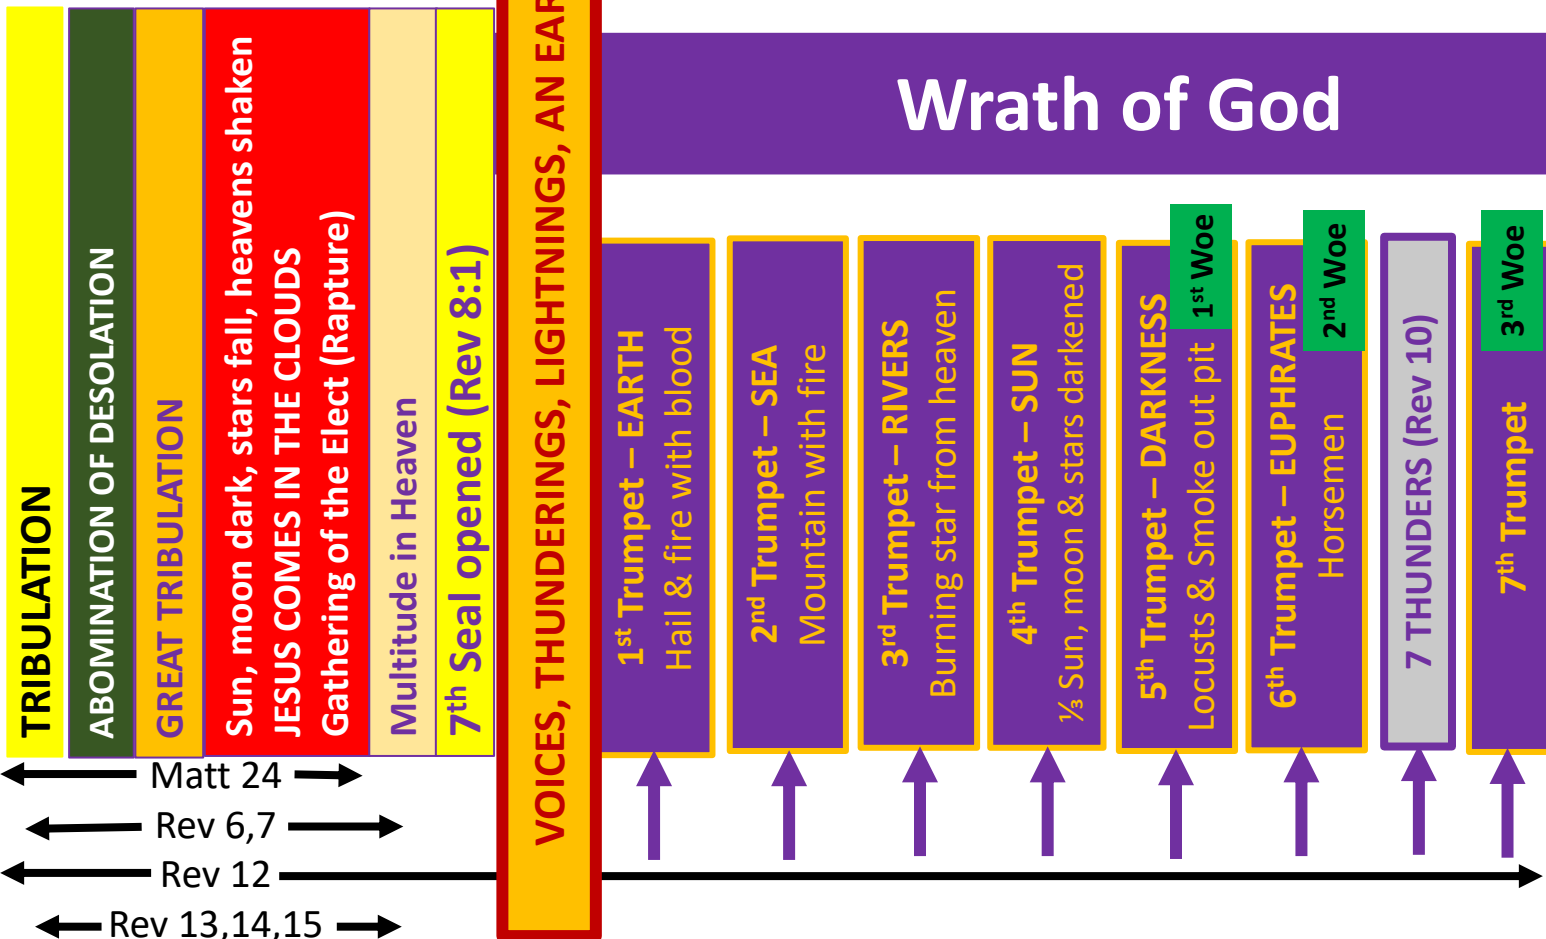 TRIBULATION
ABOMINATION OF DESOLATION
GREAT TRIBULATION
Sun, moon dark, stars fall, heavens shaken
JESUS COMES IN THE CLOUDS
Gathering of the Elect (Rapture)
Multitude in Heaven
7th Seal opened (Rev 8:1)
VOICES, THUNDERINGS, LIGHTNINGS, AN EAR
Wrath of God
1st Trumpet – EARTH
Hail & fire with blood
2nd Trumpet – SEA
Mountain with fire
3rd Trumpet – RIVERS
Burning star from heaven
4th Trumpet – SUN
⅓ Sun, moon & stars darkened
5th Trumpet – DARKNESS
Locusts & Smoke out pit
1st Woe
6th Trumpet – EUPHRATES
Horsemen
2nd Woe
7 THUNDERS (Rev 10)
7th Trumpet
3rd Woe
Matt 24
Rev 6,7
Rev 12
Rev 13,14,15